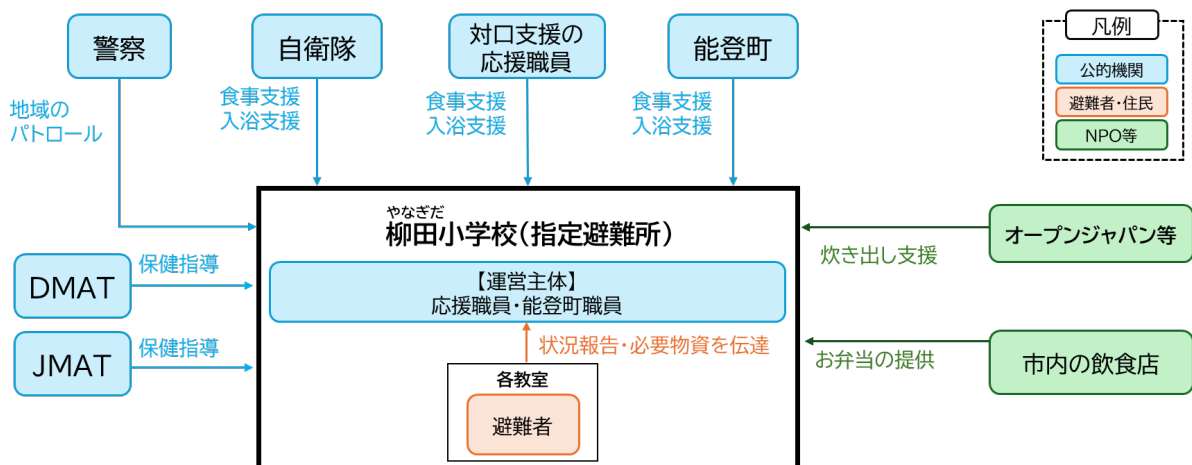 警察
自衛隊
対口支援の
応援職員
能登町
凡例
公的機関
避難者・住民
NPO等
地域の
パトロール
食事支援
入浴支援
食事支援
入浴支援
食事支援
入浴支援
やなぎだ
柳田小学校(指定避難所)
【運営主体】
応援職員・能登町職員
状況報告・必要物資を伝達
各教室
避難者
DMAT
保健指導
JMAT
保健指導
オープンジャパン等
炊き出し支援
市内の飲食店
お弁当の提供